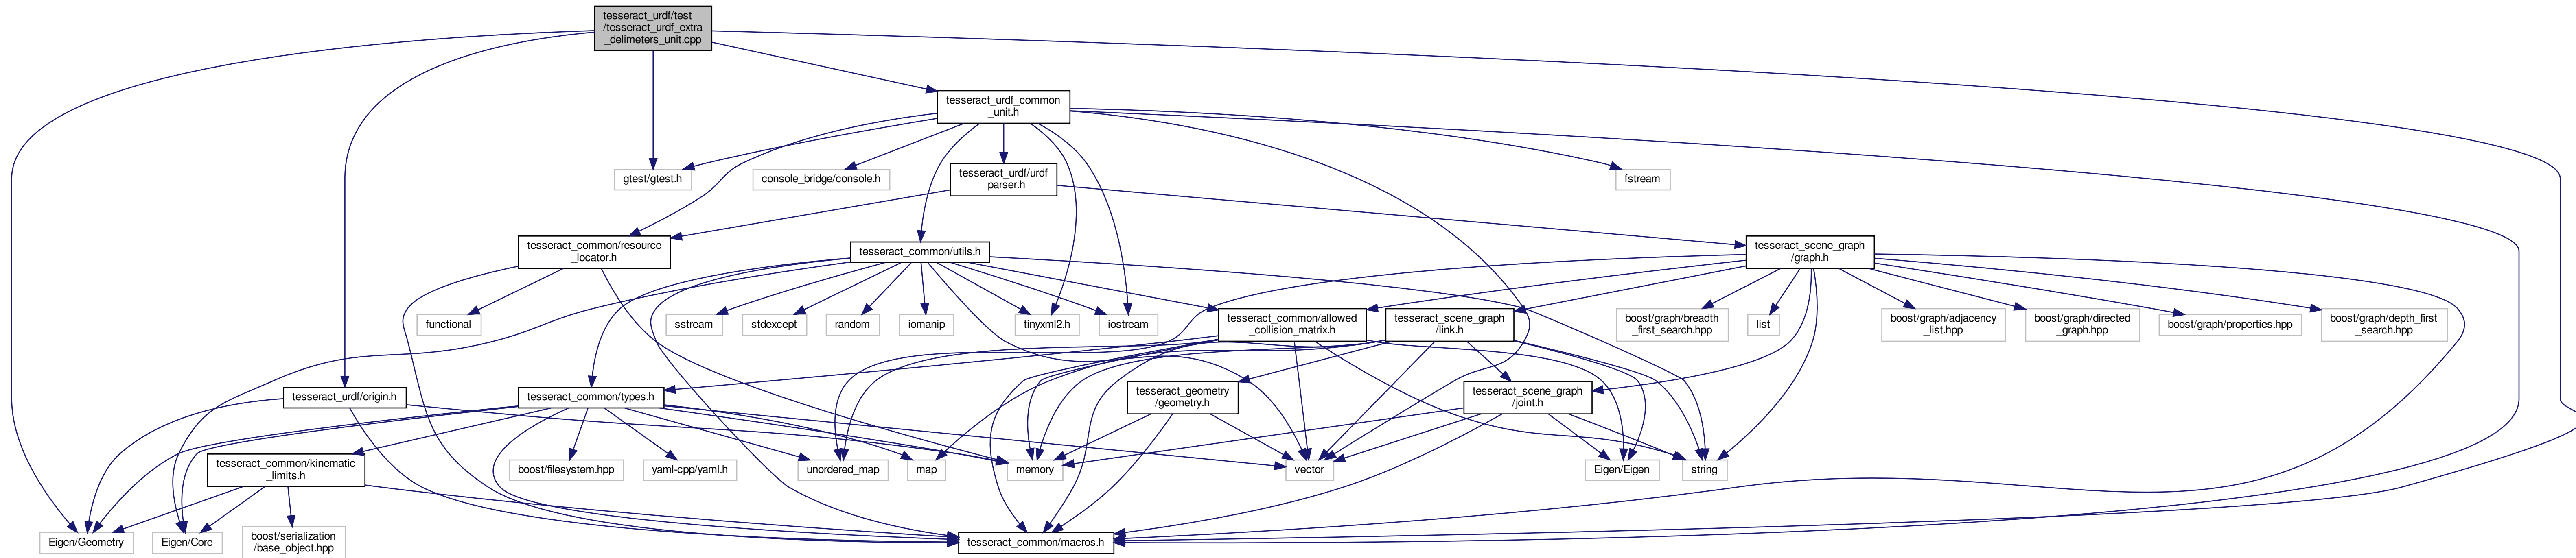 tesseract_urdf/test
/tesseract_urdf_extra
_delimeters_unit.cpp
tesseract_urdf_common
_unit.h
gtest/gtest.h
console_bridge/console.h
tesseract_urdf/urdf
_parser.h
fstream
tesseract_common/resource
_locator.h
tesseract_common/utils.h
tesseract_scene_graph
/graph.h
functional
sstream
stdexcept
random
iomanip
tinyxml2.h
iostream
tesseract_common/allowed
_collision_matrix.h
tesseract_scene_graph
/link.h
boost/graph/breadth
_first_search.hpp
list
boost/graph/adjacency
_list.hpp
boost/graph/directed
_graph.hpp
boost/graph/properties.hpp
boost/graph/depth_first
_search.hpp
tesseract_urdf/origin.h
tesseract_common/types.h
tesseract_geometry
/geometry.h
tesseract_scene_graph
/joint.h
tesseract_common/kinematic
_limits.h
boost/filesystem.hpp
yaml-cpp/yaml.h
unordered_map
map
memory
vector
Eigen/Eigen
string
Eigen/Geometry
Eigen/Core
boost/serialization
/base_object.hpp
tesseract_common/macros.h